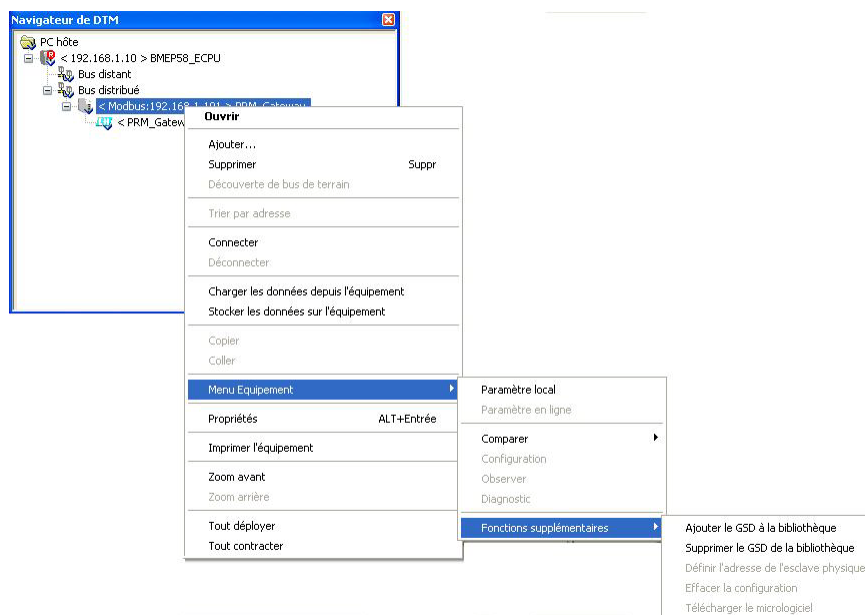 Navigateur de DTM
PC hôte
< 192.168.1.10 > BMEP58_ECPU
Bus distant
Bus distribué
< Modbus:192.168.1.101 > PRM_Gateway
< PRM_Gatew
Ouvrir
Ajouter...
Supprimer Suppr
Découverte de bus de terrain
Trier par adresse
Connecter
Déconnecter
Charger les données depuis l'équipement
Stocker les données sur l'équipement
Copier
Coller
Menu Equipement
Propriétés ALT+Entrée
Imprimer l'équipement
Zoom avant
Zoom arrière
Tout déployer
Tout contracter
Paramètre local
Paramètre en ligne
Comparer
Configuration
Observer
Diagnostic
Fonctions supplémentaires
Ajouter le GSD à la bibliothèque
Supprimer le GSD de la bibliothèque
Définir l'adresse de l'esclave physique
Effacer la configuration
Télécharger le micrologiciel